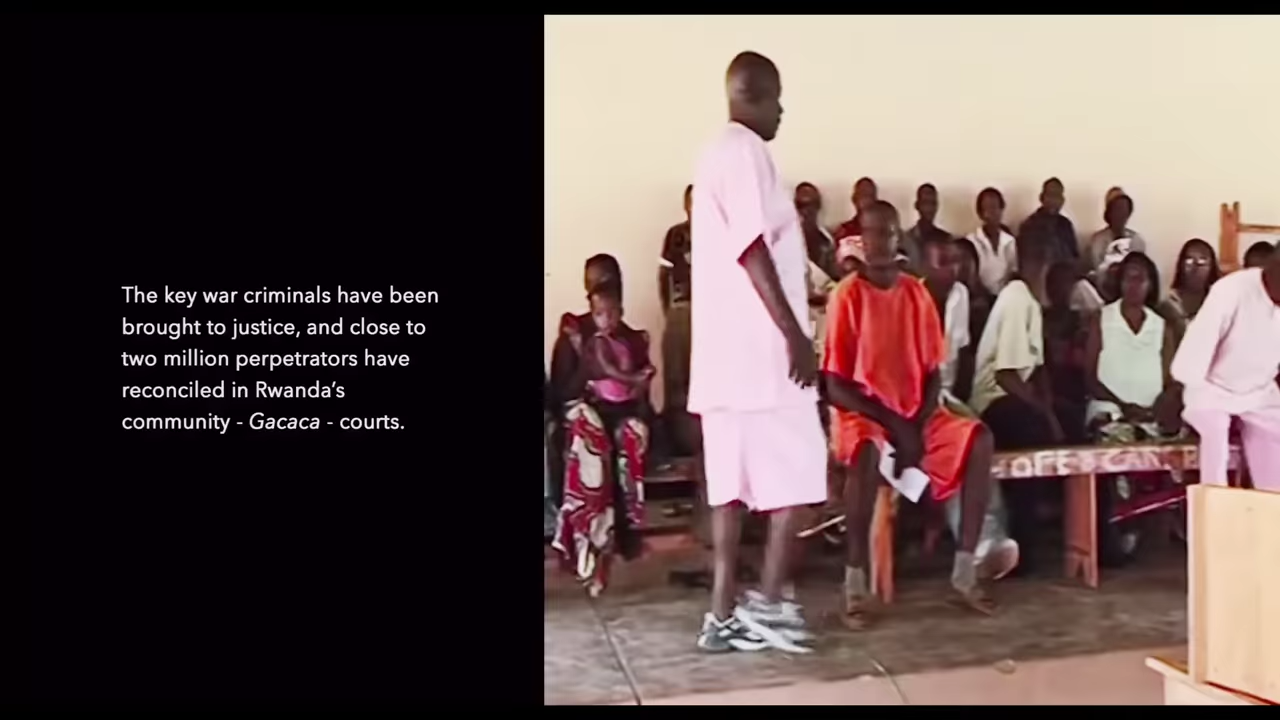 The key war criminals have been
brought to justice, and close to
two million perpetrators have
reconciled in Rwanda’s
community - Gacaca - courts.